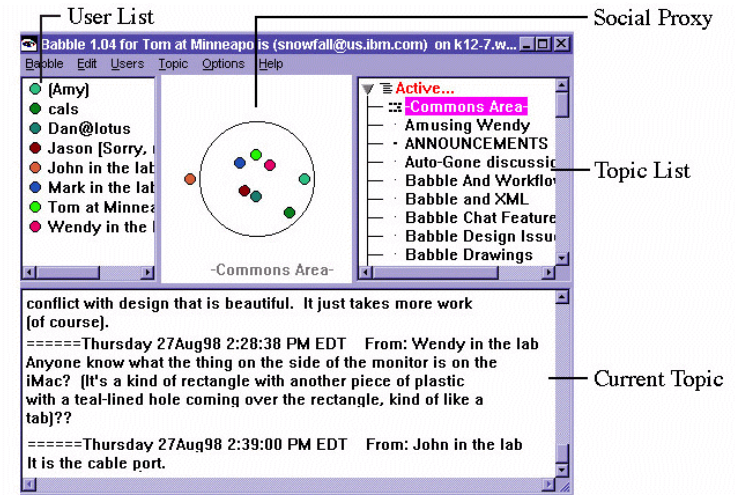 User List
Social Proxy
Babble 1.04 for Tom at Minneapolis (snowfall@us.ibm.com) on k12-7.w...
Babble Edit Users Topic Options Help
(Amy)
cals
Dan@lotus
Jason [Sorry,
John in the lab
Mark in the lab
Tom at Minnea
Wendy in the l
-Commons Area-
Active...
-Commons Area-
Amusing Wendy
ANNOUNCEMENTS
Auto-Gone discussio
Babble And Workflow
Babble and XML
Babble Chat Feature
Babble Design Issu
Babble Drawings
Topic List
conflict with design that is beautiful. It just takes more work
(of course).
======Thursday 27Aug98 2:28:38 PM EDT From: Wendy in the lab
Anyone know what the thing on the side of the monitor is on the
iMac? (It's a kind of rectangle with another piece of plastic
with a teal-lined hole coming over the rectangle, kind of like a
tab)??
======Thursday 27Aug98 2:39:00 PM EDT From: John in the lab
It is the cable port.
Current Topic